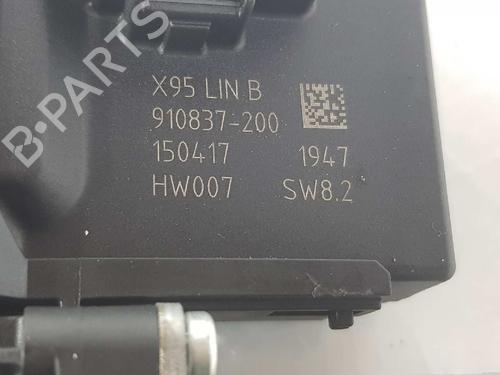 B-PARTS
X95 LIN B
910837-200
150417 1947
HW007 SW8.2